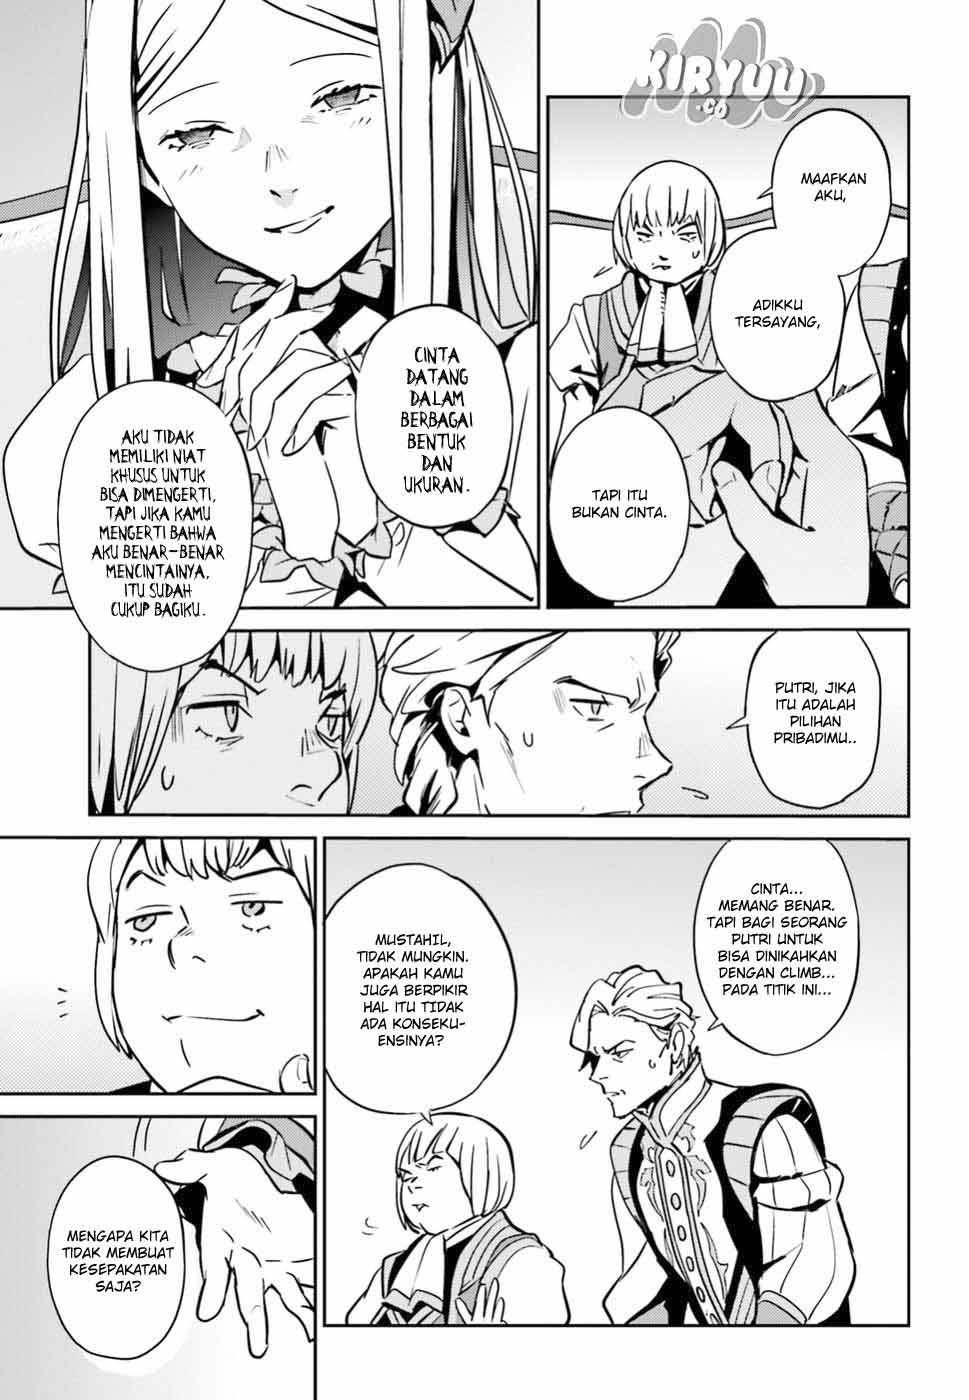 KIRYUU
.CO
MAAFKAN
AKU,
ADIKKU
TERSAYANG,
TAPI ITU
BUKAN CINTA.
CINTA
DATANG
DALAM
BERBAGAI
BENTUK
DAN
UKURAN.
AKU TIDAK
MEMILIKI NIAT
KHUSUS UNTUK
BISA DIMENGERTI,
TAPI JIKA KAMU
MENGERTI BAHWA
AKU BENAR-BENAR
MENCINTAINYA,
ITU SUDAH
CUKUP BAGIKU.
PUTRI, JIKA
ITU ADALAH
PILIHAN
PRIBADIMU..
CINTA...
MEMANG BENAR.
TAPI BAGI SEORANG
PUTRI UNTUK
BISA DINIKAHKAN
DENGAN CLIMB...
PADA TITIK INI...
MUSTAHIL,
TIDAK MUNGKIN.
APAKAH KAMU
JUGA BERPIKIR
HAL ITU TIDAK
ADA KONSEKU-
ENSINYA?
MENGAPA KITA
TIDAK MEMBUAT
KESEPAKATAN
SAJA?